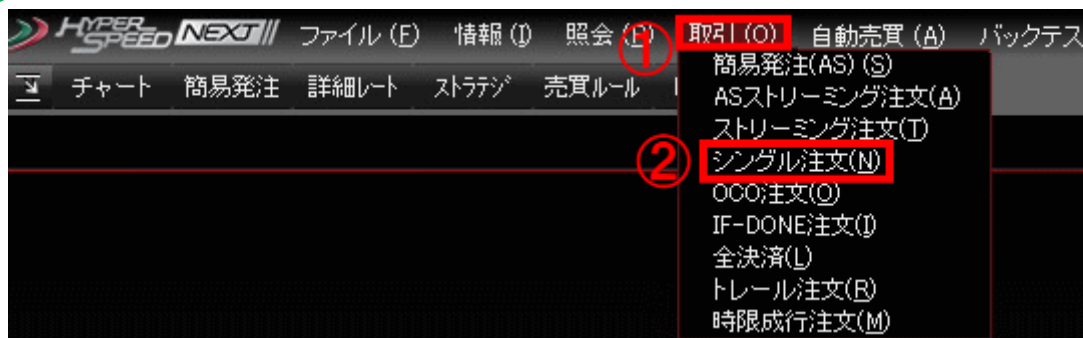 HYPER SPEED NEXT ファイル (F) 情報 (I) 照会 (P) 取引 (O) 自動売買 (A) バックテス
①
チャート 簡易発注 詳細レート ストラテジ 売買ルール
簡易発注(AS) (S)
ASストリーミング注文(A)
ストリーミング注文(T)
② シングル注文(N)
OCO注文(O)
IF-DONE注文(I)
全決済(L)
トレール注文(R)
時限成行注文(M)